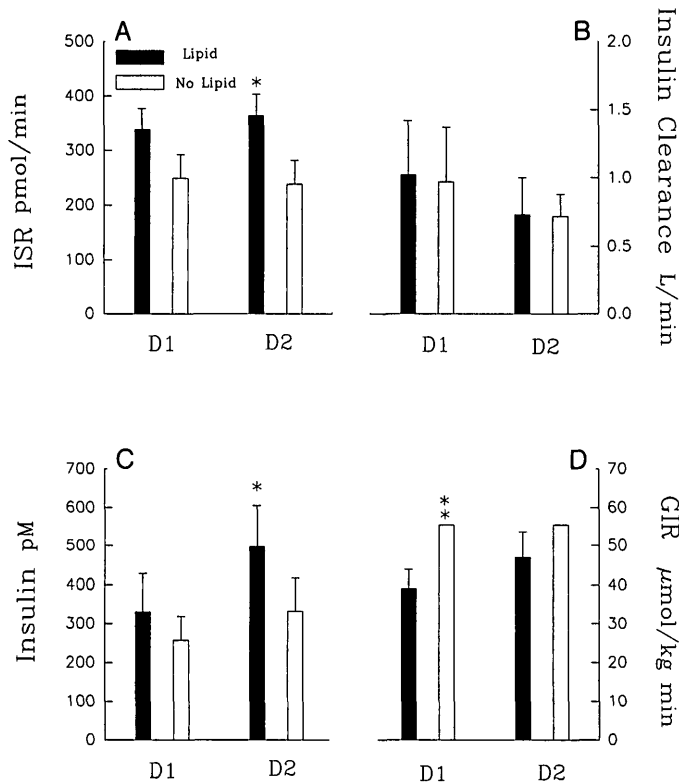 A
B
Lipid
No Lipid
500
400
300
200
100
0
ISR pmol/min
*
D1
D2
2.0
1.5
1.0
0.5
0.0
Insulin Clearance L/min
D1
D2
C
D
700
600
500
400
300
200
100
0
Insulin pM
*
D1
D2
**
70
60
50
40
30
20
10
0
GIR μmol/kg min
D1
D2